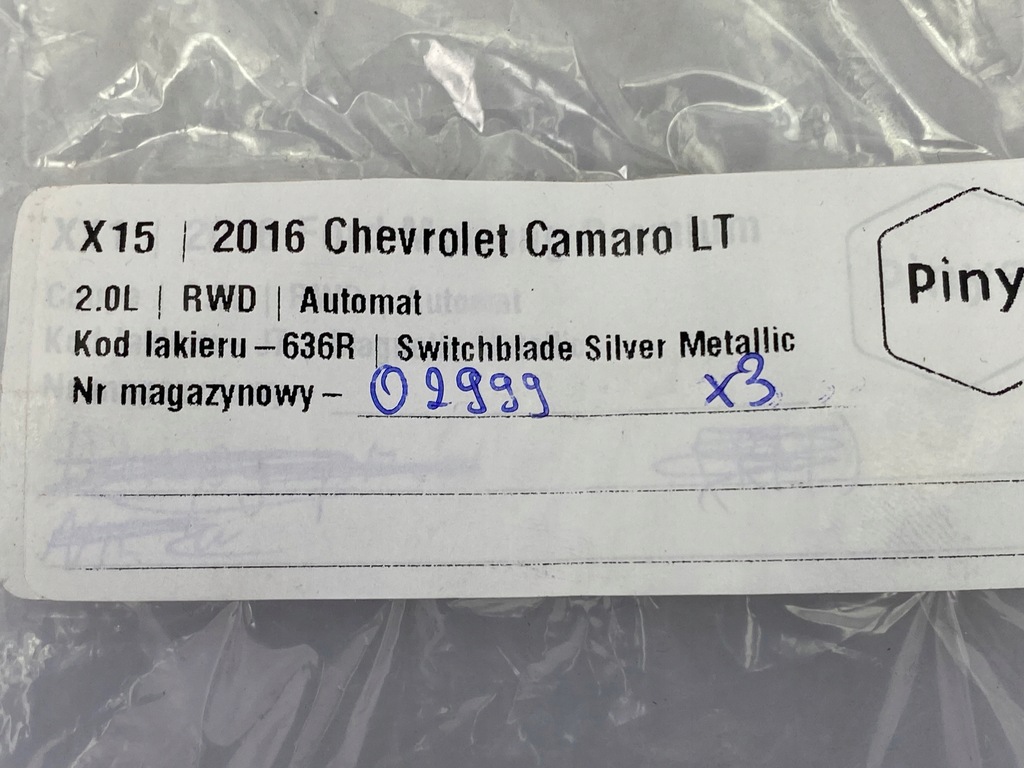 X15 | 2016 Chevrolet Camaro LT
2.0L | RWD | Automat
Kod lakieru – 636R | Switchblade Silver Metallic
Nr magazynowy – 02999 x3
Piny